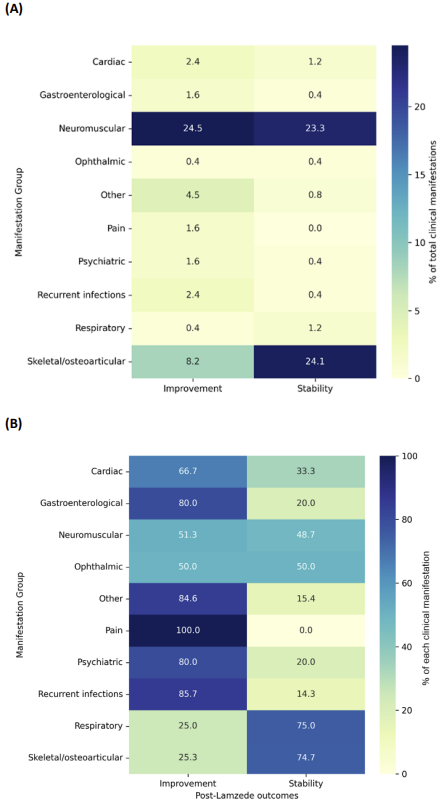 (A)
Cardiac 2.4 1.2
Gastroenterological 1.6 0.4
Neuromuscular 24.5 23.3
Ophthalmic 0.4 0.4
Other 4.5 0.8
Pain 1.6 0.0
Psychiatric 1.6 0.4
Recurrent infections 2.4 0.4
Respiratory 0.4 1.2
Skeletal/osteoarticular 8.2 24.1
Improvement Stability
Manifestation Group
20
15
10
5
0
% of total clinical manifestations
(B)
Cardiac 66.7 33.3
Gastroenterological 80.0 20.0
Neuromuscular 51.3 48.7
Ophthalmic 50.0 50.0
Other 84.6 15.4
Pain 100.0 0.0
Psychiatric 80.0 20.0
Recurrent infections 85.7 14.3
Respiratory 25.0 75.0
Skeletal/osteoarticular 25.3 74.7
Improvement Stability
Post-Lamzede outcomes
Manifestation Group
100
80
60
40
20
0
% of each clinical manifestation